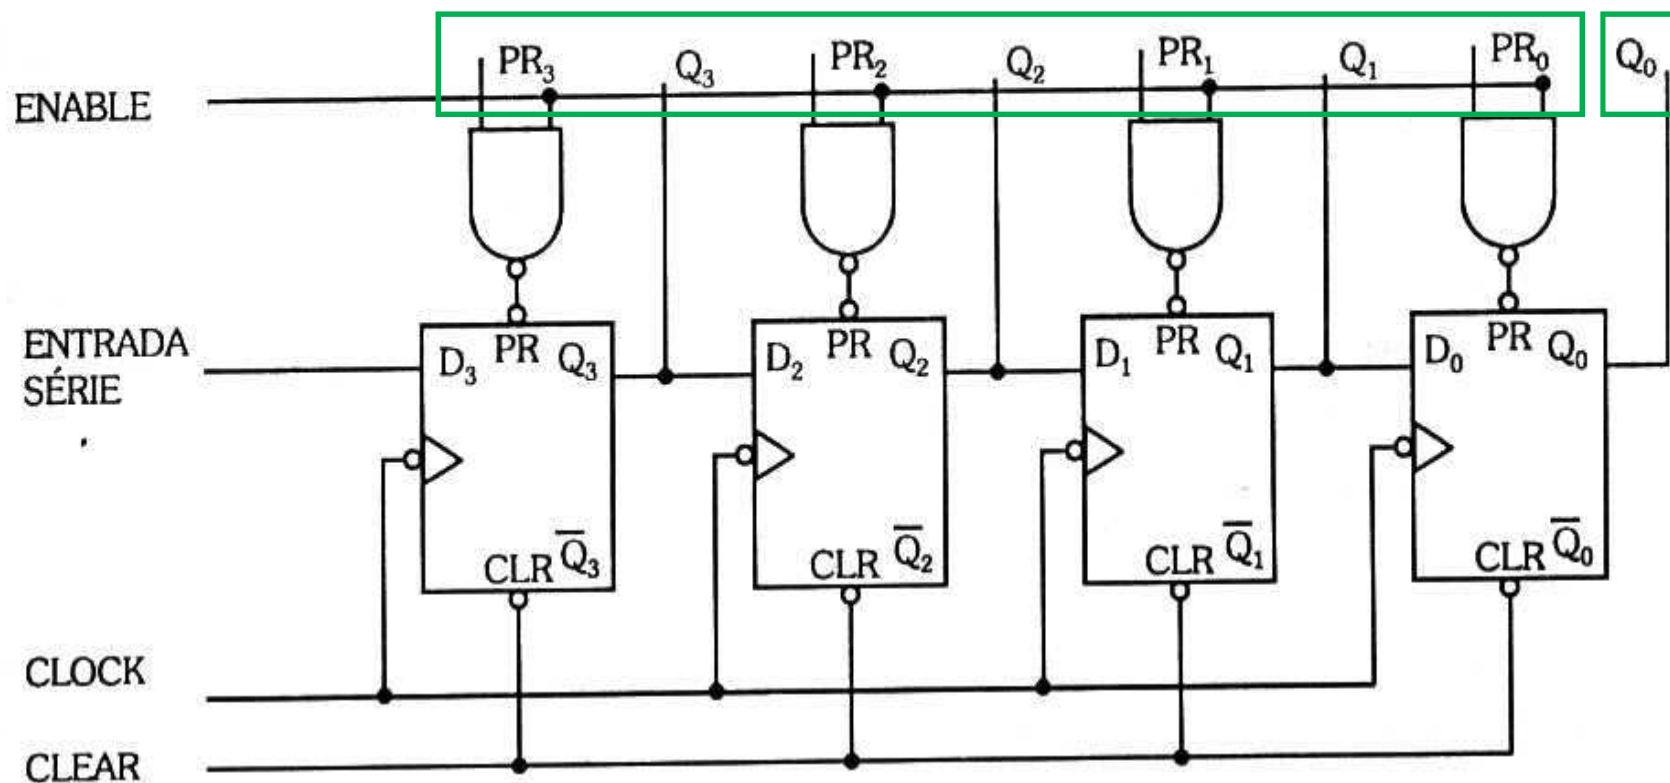 PR₃ Q₃ PR₂ Q₂ PR₁ Q₁ PR₀ Q₀
ENABLE
ENTRADA
SÉRIE
D₃ PR Q₃ D₂ PR Q₂ D₁ PR Q₁ D₀ PR Q₀
CLR Q̅₃ CLR Q̅₂ CLR Q̅₁ CLR Q̅₀
CLOCK
CLEAR